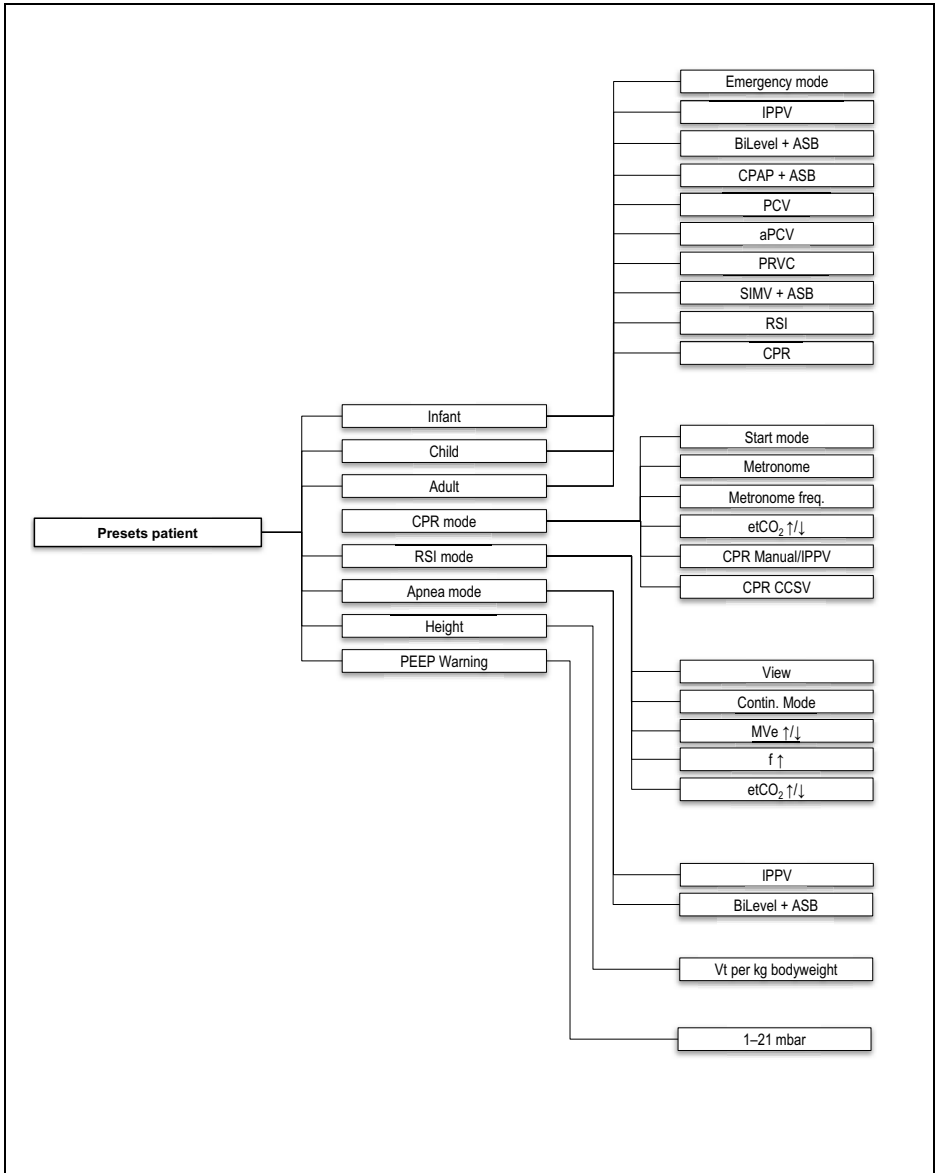 Presets patient
Infant
Child
Adult
CPR mode
RSI mode
Apnea mode
Height
PEEP Warning
Emergency mode
IPPV
BiLevel + ASB
CPAP + ASB
PCV
aPCV
PRVC
SIMV + ASB
RSI
CPR
Start mode
Metronome
Metronome freq.
etCO₂ ↑/↓
CPR Manual/IPPV
CPR CCSV
View
Contin. Mode
MVe ↑/↓
f ↑
etCO₂ ↑/↓
IPPV
BiLevel + ASB
Vt per kg bodyweight
1–21 mbar